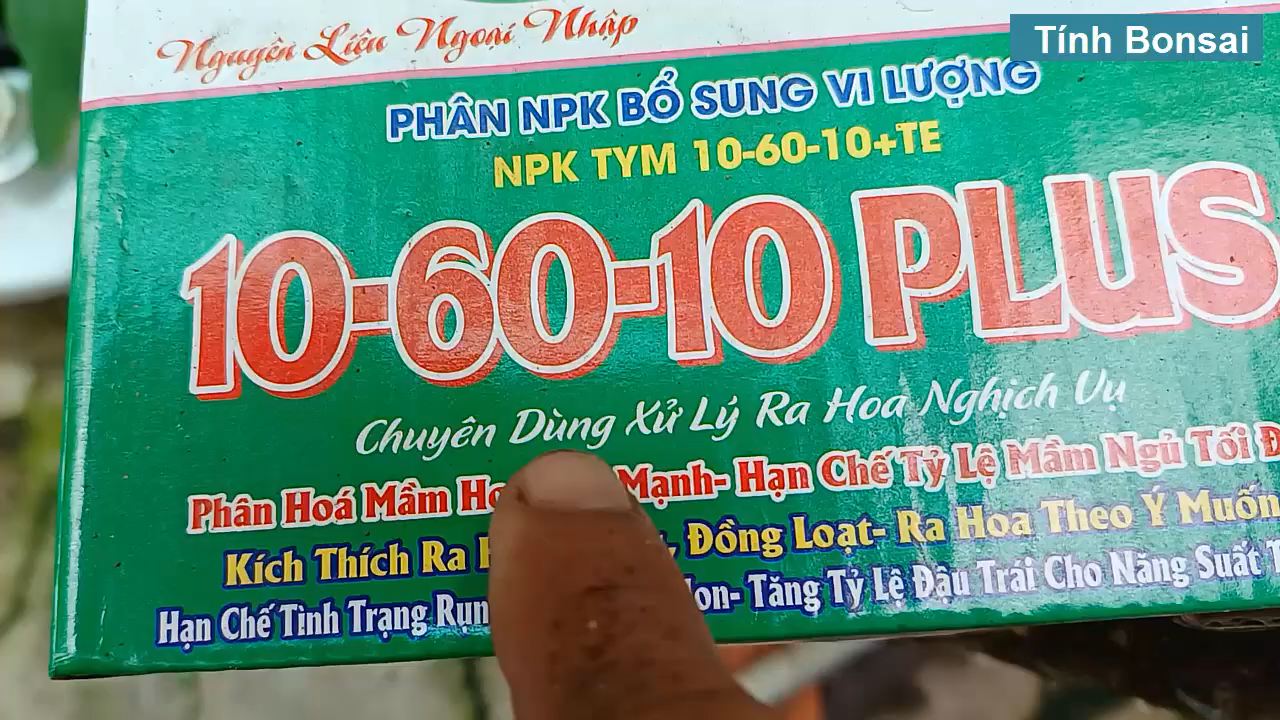 Tính Bonsai
Nguyên Liệu Ngoại Nhập
PHÂN NPK BỔ SUNG VI LƯỢNG
NPK TYM 10-60-10+TE
10-60-10 PLUS
Chuyên Dùng Xử Lý Ra Hoa Nghịch Vụ
Phân Hoá Mầm Mạnh- Hạn Chế Tỷ Lệ Mầm Ngủ Tối
Kích Thích Ra Đồng Loạt- Ra Hoa Theo Ý Muốn
Hạn Chế Tình Trạng - Tăng Tỷ Lệ Đậu Trái Cho Năng Suất